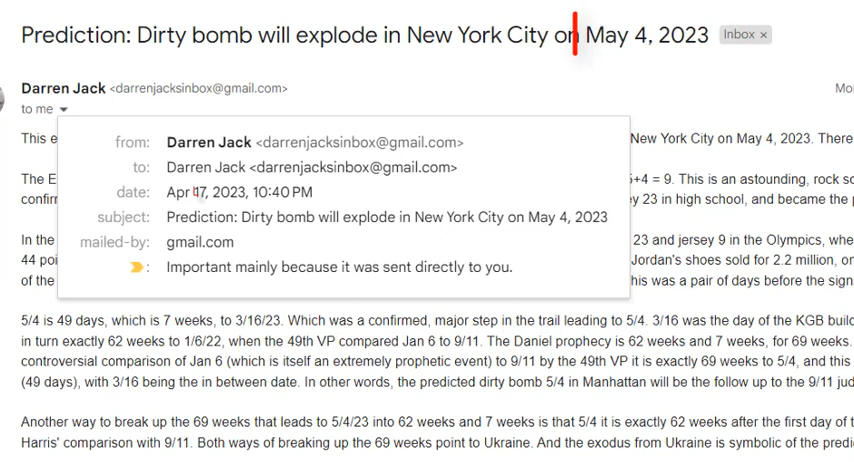 Prediction: Dirty bomb will explode in New York City on May 4, 2023 Inbox ×
Darren Jack <darrenjacksinbox@gmail.com> Mo
to me
This e New York City on May 4, 2023. There
from: Darren Jack <darrenjacksinbox@gmail.com>
to: Darren Jack <darrenjacksinbox@gmail.com>
The E 5+4 = 9. This is an astounding, rock so
date: Apr 17, 2023, 10:40 PM
confirn y 23 in high school, and became the p
subject: Prediction: Dirty bomb will explode in New York City on May 4, 2023
In the 23 and jersey 9 in the Olympics, whe
mailed-by: gmail.com
44 poi Jordan's shoes sold for 2.2 million, on
: Important mainly because it was sent directly to you.
of the his was a pair of days before the sign
5/4 is 49 days, which is 7 weeks, to 3/16/23. Which was a confirmed, major step in the trail leading to 5/4. 3/16 was the day of the KGB build
in turn exactly 62 weeks to 1/6/22, when the 49th VP compared Jan 6 to 9/11. The Daniel prophecy is 62 weeks and 7 weeks, for 69 weeks.
controversial comparison of Jan 6 (which is itself an extremely prophetic event) to 9/11 by the 49th VP it is exactly 69 weeks to 5/4, and this
(49 days), with 3/16 being the in between date. In other words, the predicted dirty bomb 5/4 in Manhattan will be the follow up to the 9/11 jud
Another way to break up the 69 weeks that leads to 5/4/23 into 62 weeks and 7 weeks is that 5/4 it is exactly 62 weeks after the first day of t
Harris' comparison with 9/11. Both ways of breaking up the 69 weeks point to Ukraine. And the exodus from Ukraine is symbolic of the predi